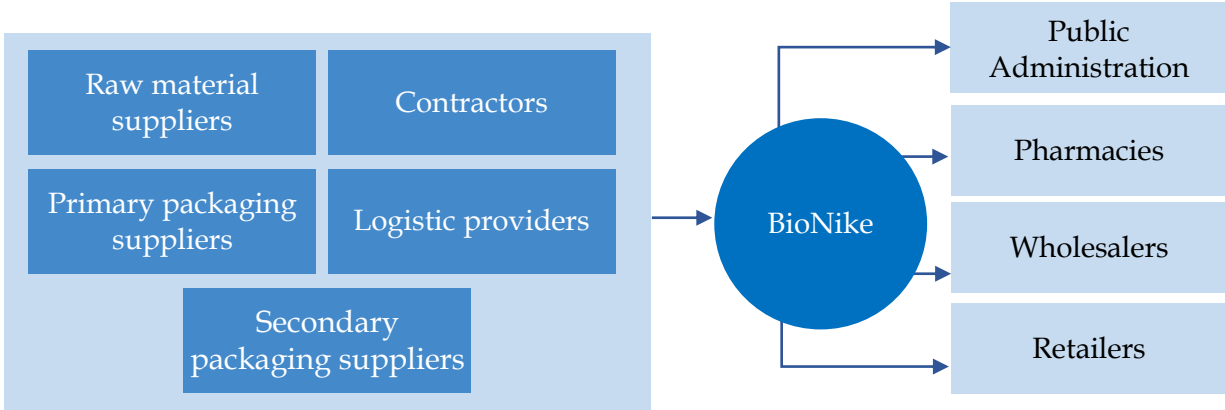 Raw material
suppliers
Contractors
Primary packaging
suppliers
Logistic providers
Secondary
packaging suppliers
BioNike
Public
Administration
Pharmacies
Wholesalers
Retailers